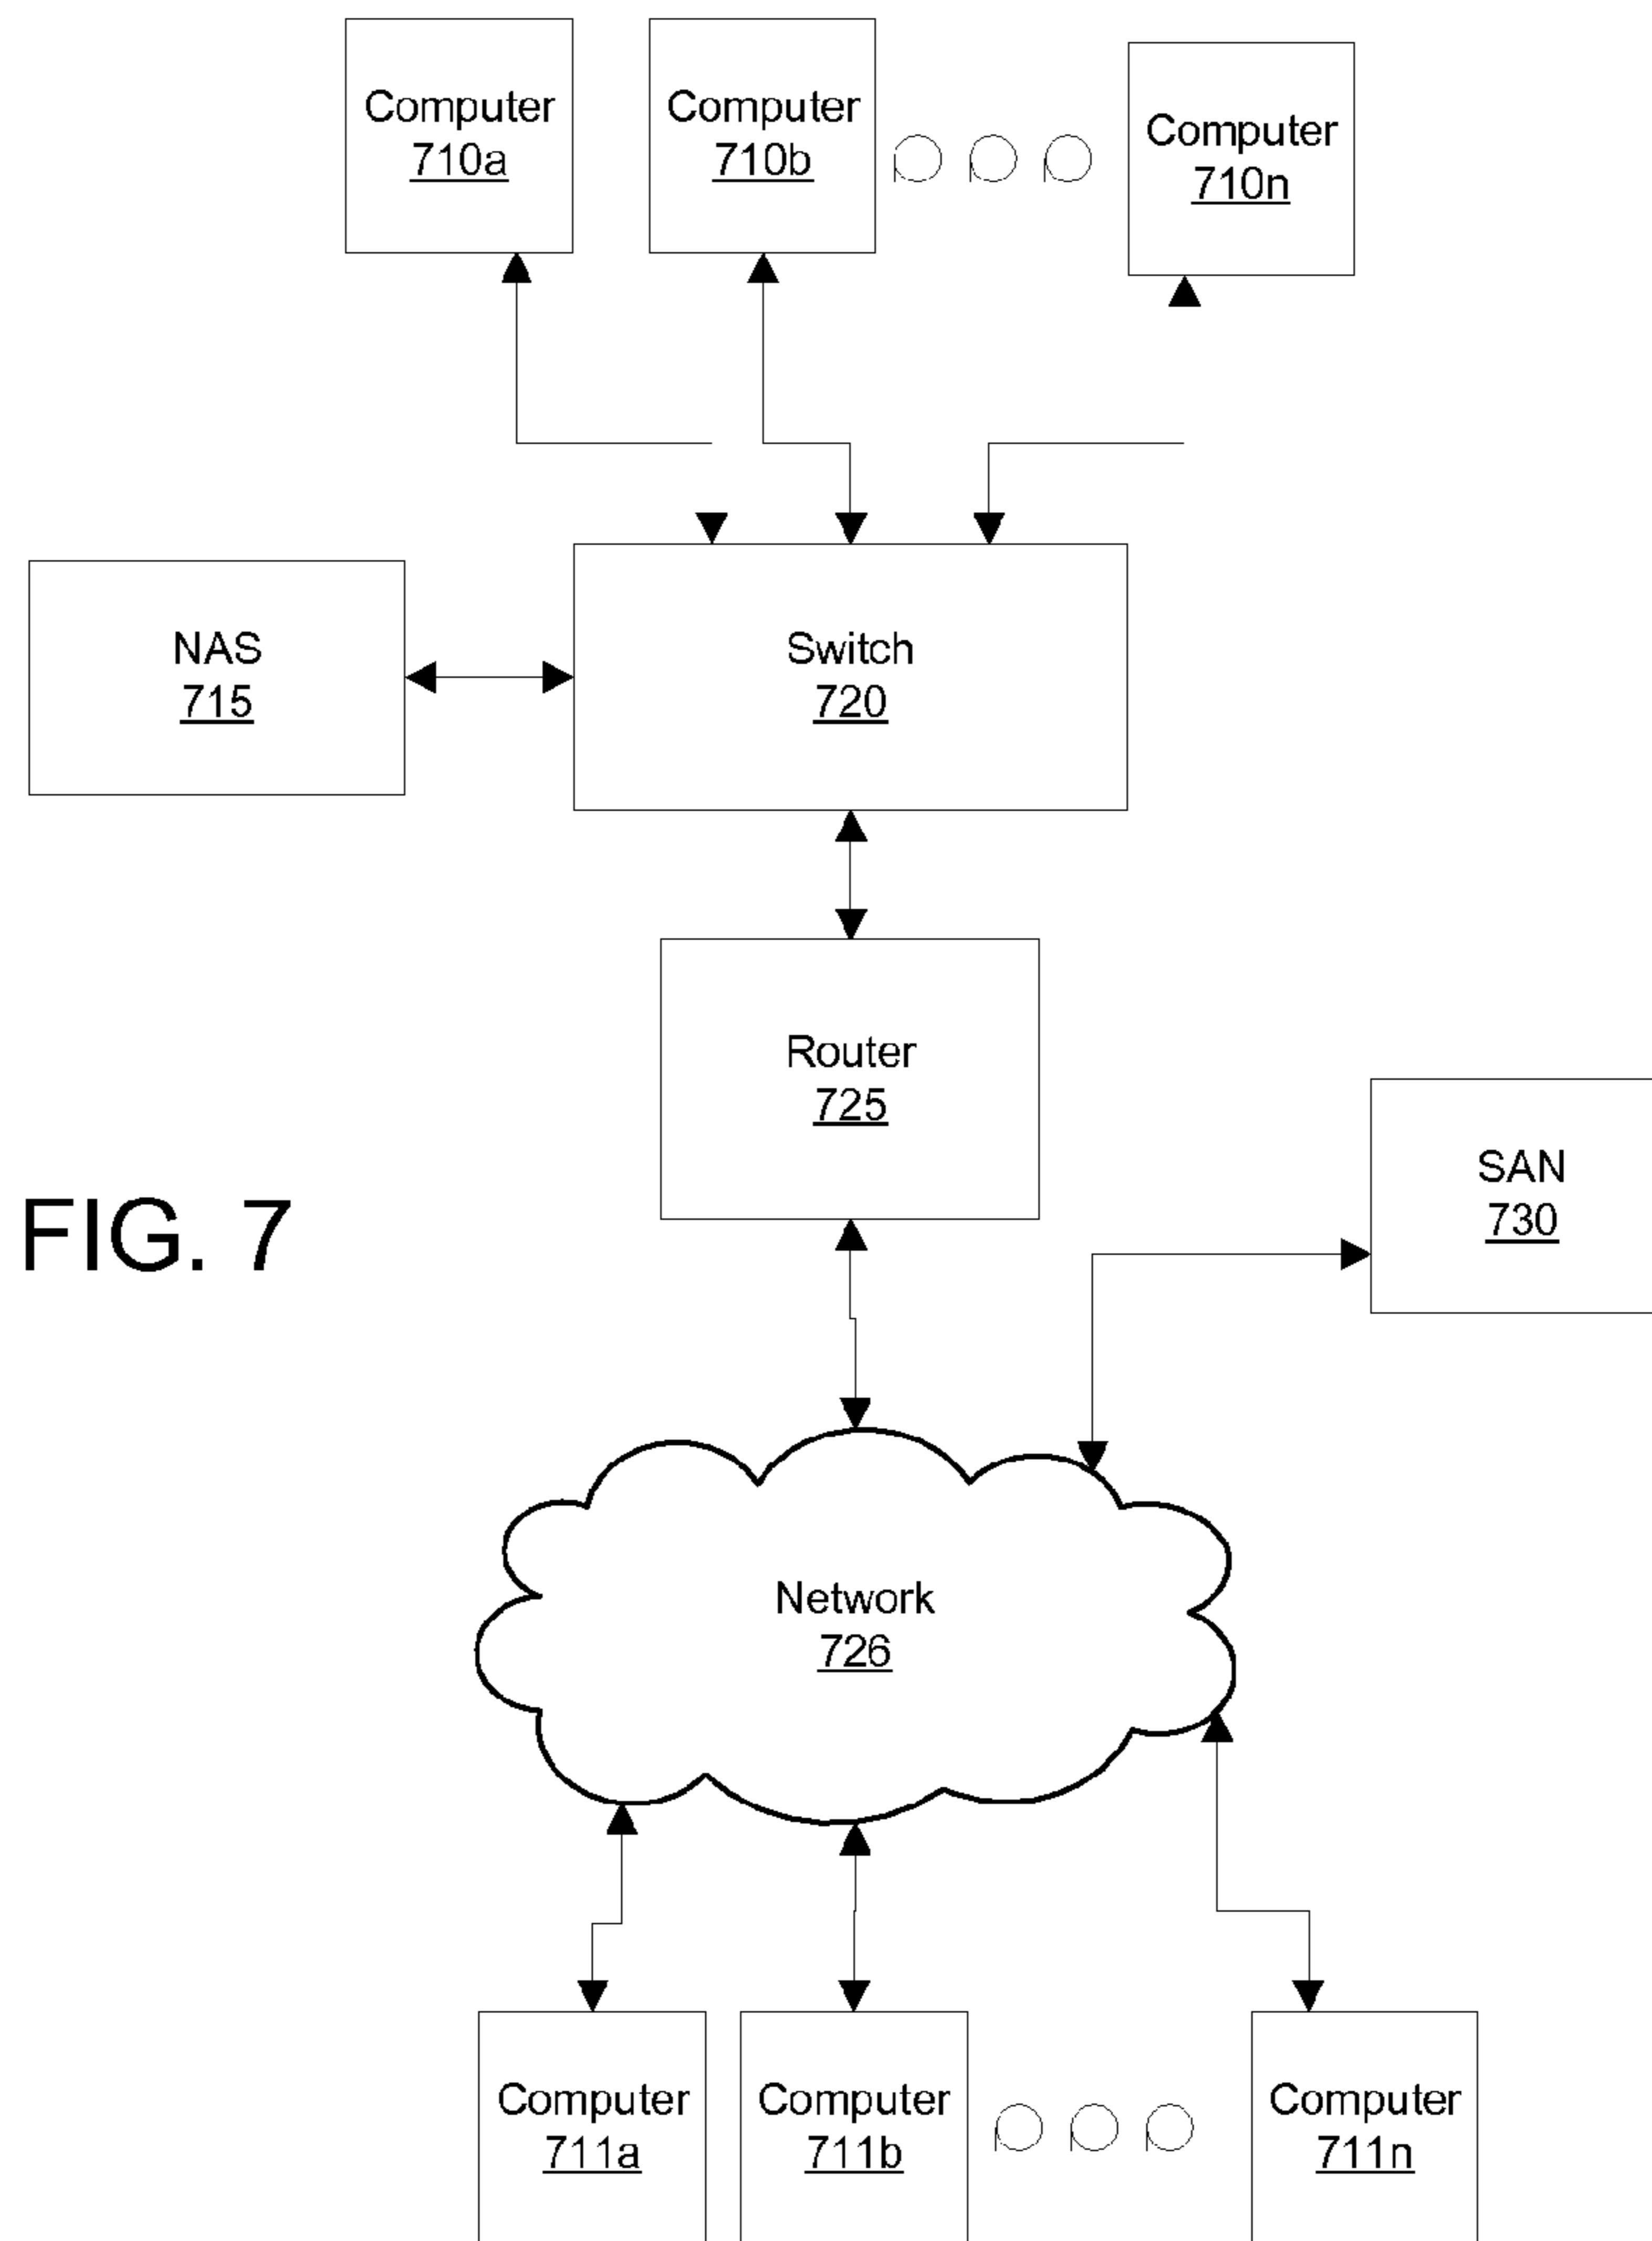 Computer
710a
Computer
710b
Computer
710n
NAS
715
Switch
720
Router
725
SAN
730
FIG. 7
Network
726
Computer
711a
Computer
711b
Computer
711n